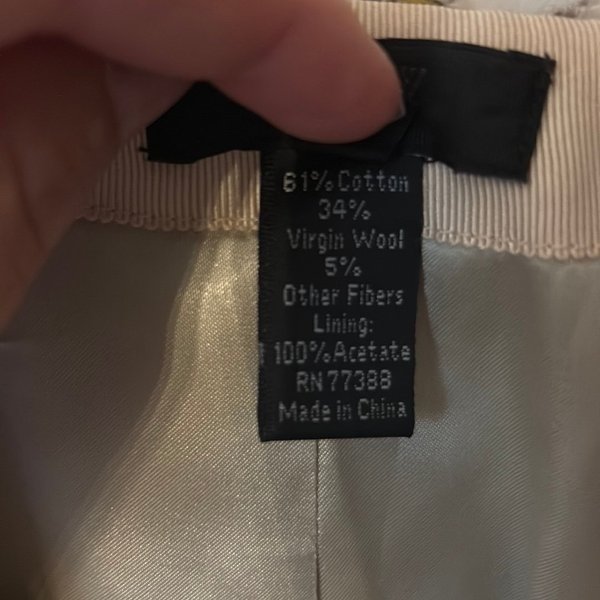 61% Cotton
34%
Virgin Wool
5%
Other Fibers
Lining:
100% Acetate
RN 77388
Made in China